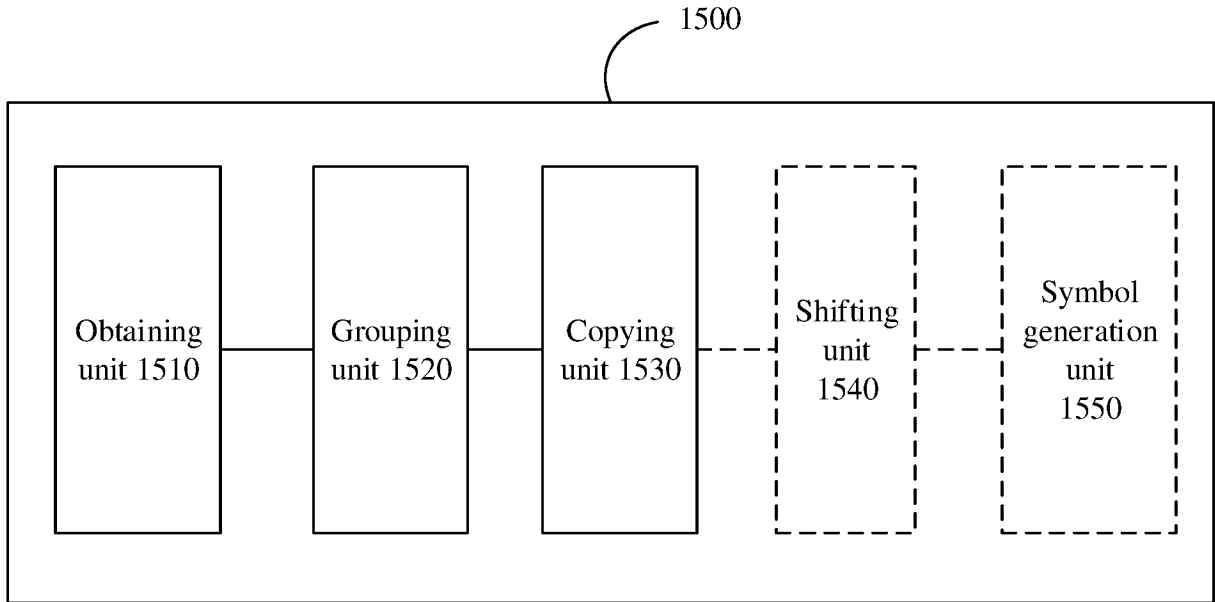 1500
Obtaining
unit 1510
Grouping
unit 1520
Copying
unit 1530
Shifting
unit
1540
Symbol
generation
unit
1550